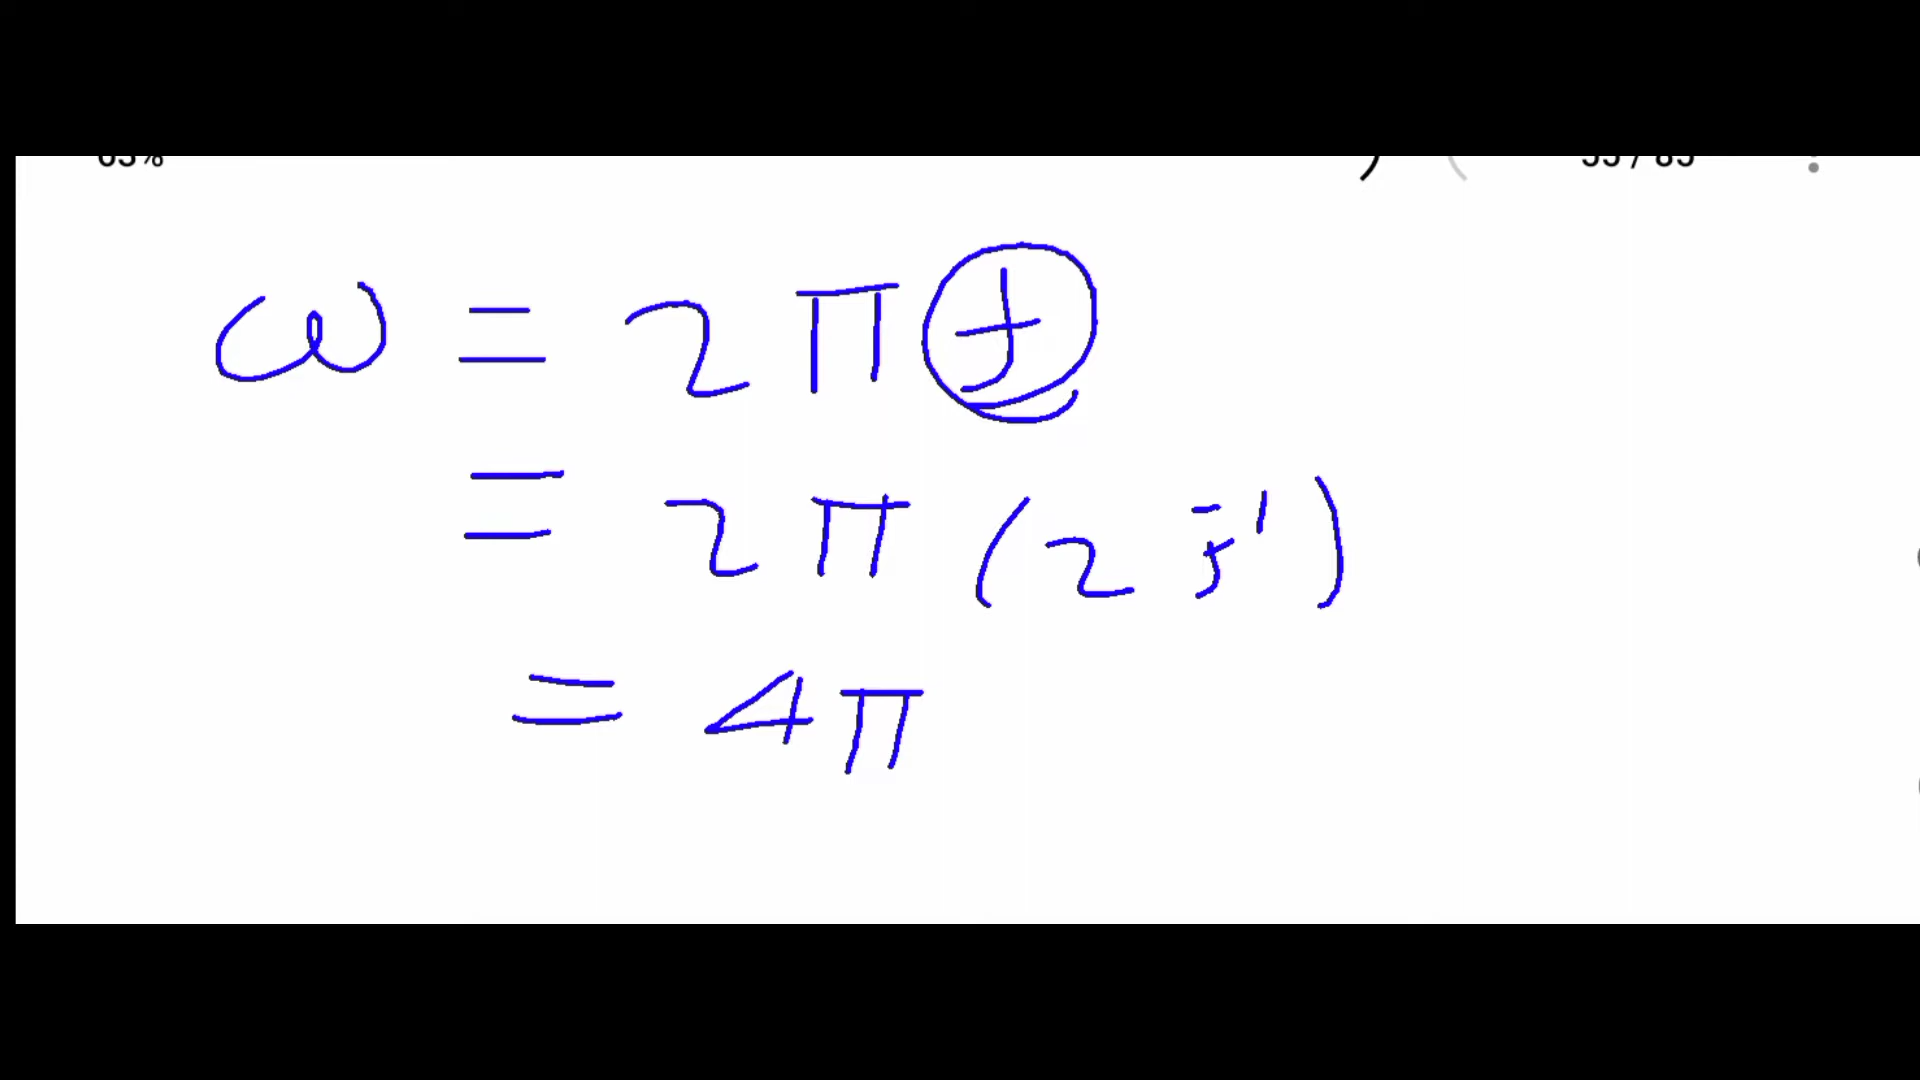 ω = 2π f
= 2π (2 s⁻¹)
= 4π